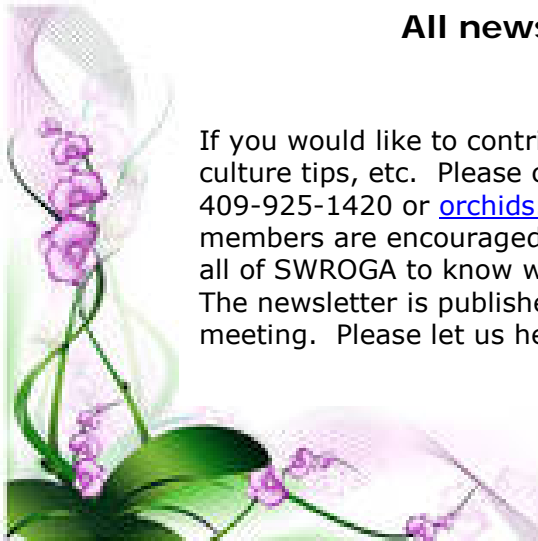 All news
If you would like to contri
culture tips, etc.  Please c
409-925-1420 or orchids
members are encouraged
all of SWROGA to know w
The newsletter is publishe
meeting.  Please let us he